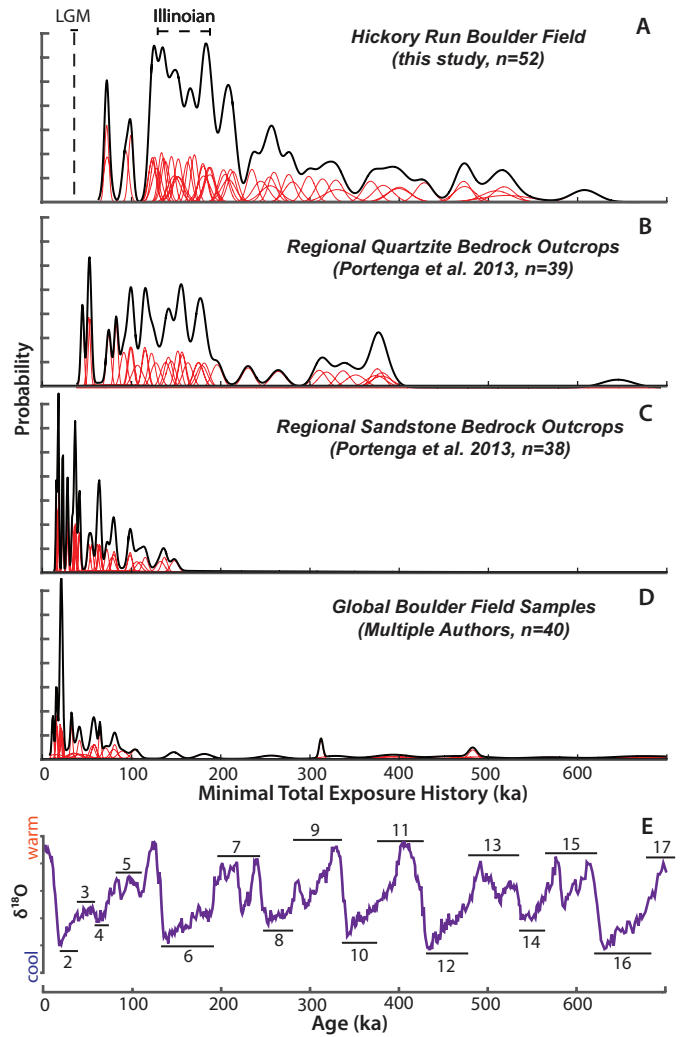 LGM
Illinoian
A
Hickory Run Boulder Field
(this study, n=52)
B
Regional Quartzite Bedrock Outcrops
(Portenga et al. 2013, n=39)
Probability
C
Regional Sandstone Bedrock Outcrops
(Portenga et al. 2013, n=38)
D
Global Boulder Field Samples
(Multiple Authors, n=40)
0 100 200 300 400 500 600
Minimal Total Exposure History (ka)
E
warm
δ18O
cool
2 3 4 5 6 7 8 9 10 11 12 13 14 15 16 17
0 100 200 300 400 500 600
Age (ka)